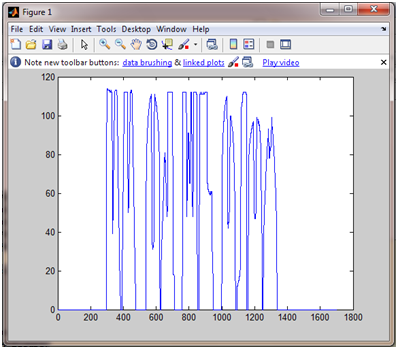 Figure 1
File Edit View Insert Tools Desktop Window Help
Note new toolbar buttons: data brushing & linked plots Play video
120
100
80
60
40
20
0
0 200 400 600 800 1000 1200 1400 1600 1800